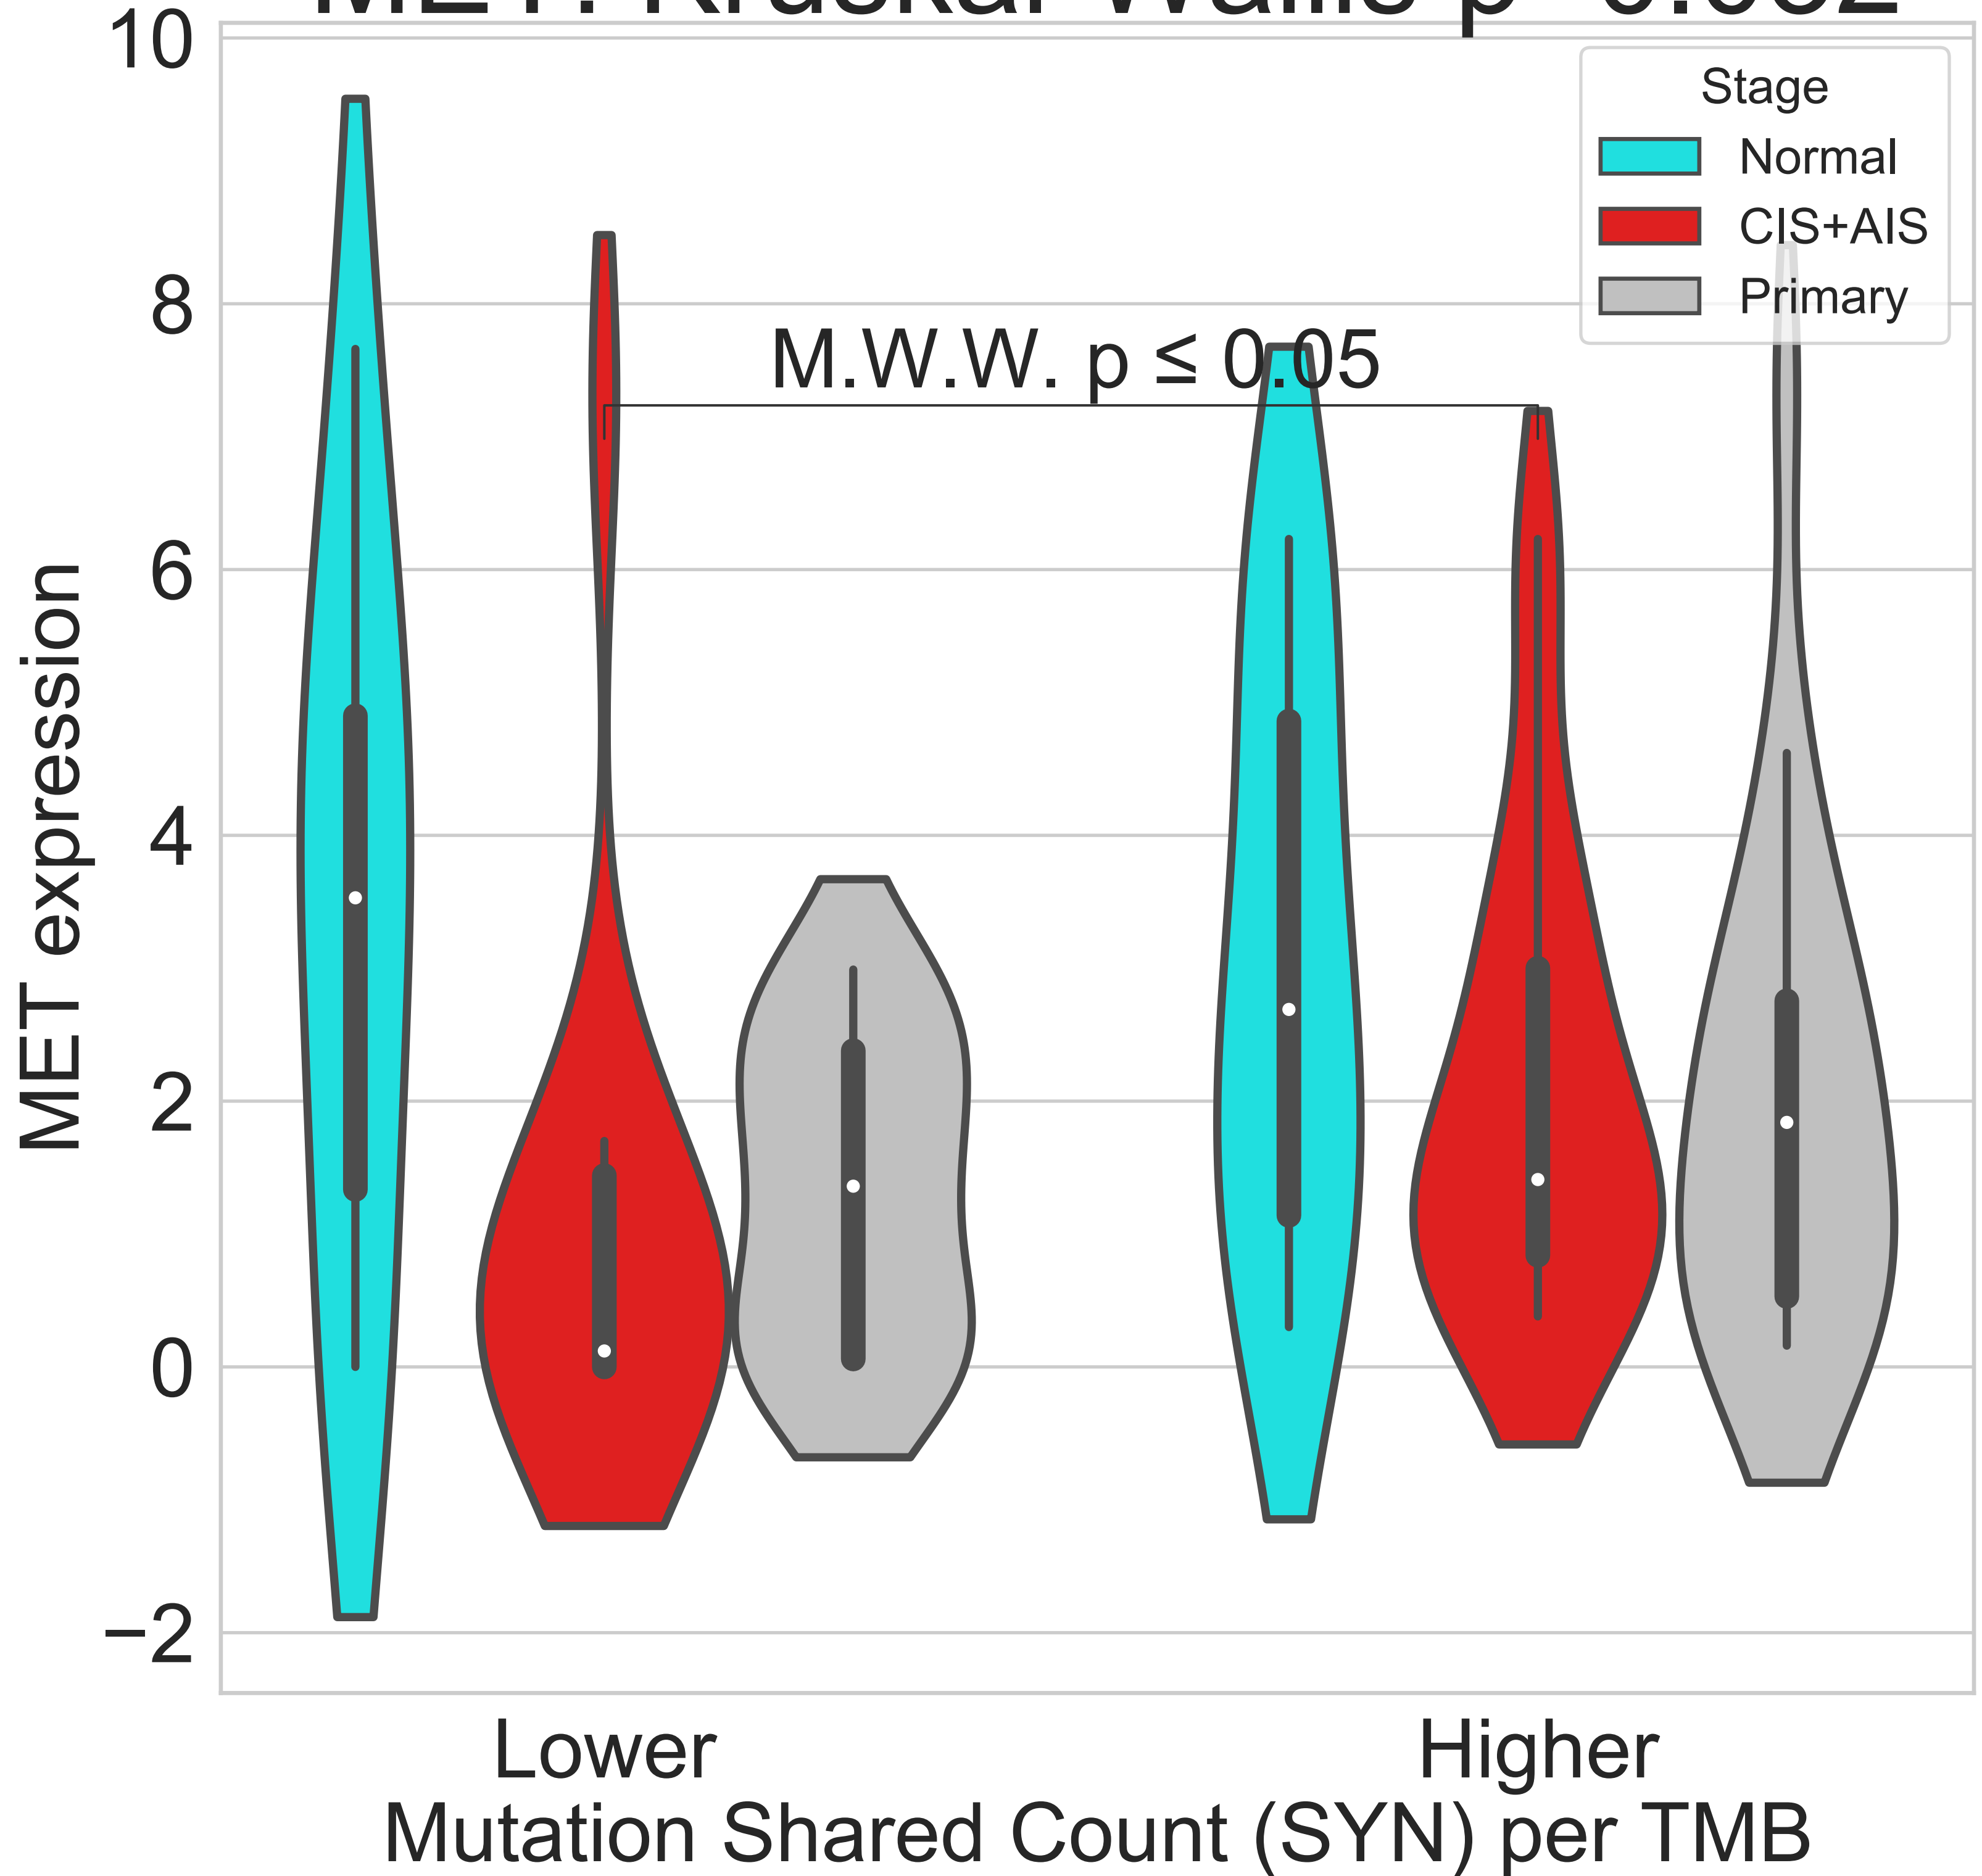 10
Stage
Normal
CIS+AIS
Primary
8
M.W.W. p ≤ 0.05
6
MET expression
4
2
0
−2
Lower
Higher
Mutation Shared Count (SYN) per TMB